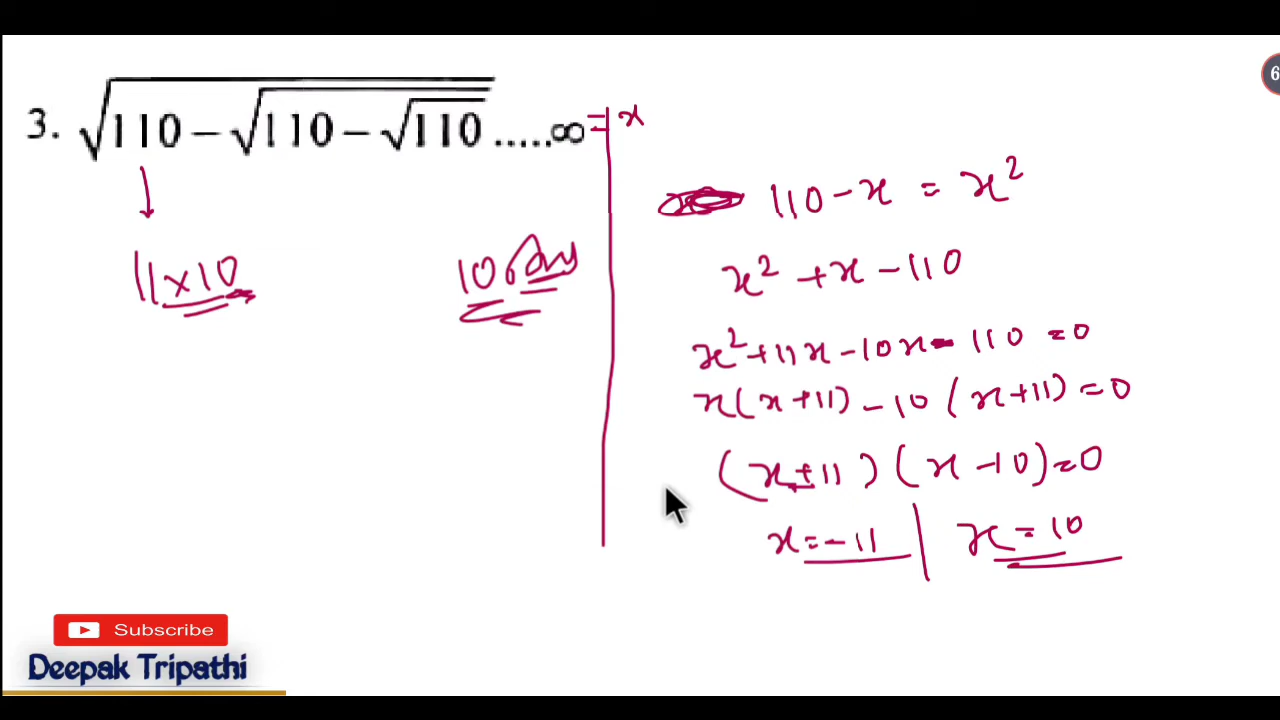 3. √110 − √110 − √110 .....∞ = x
11 × 10
10 Ans
110 - x = x²
x² + x - 110
x² + 11x - 10x - 110 = 0
x(x+11) - 10(x+11) = 0
(x+11)(x-10) = 0
x = -11 | x = 10
6
Subscribe
Deepak Tripathi